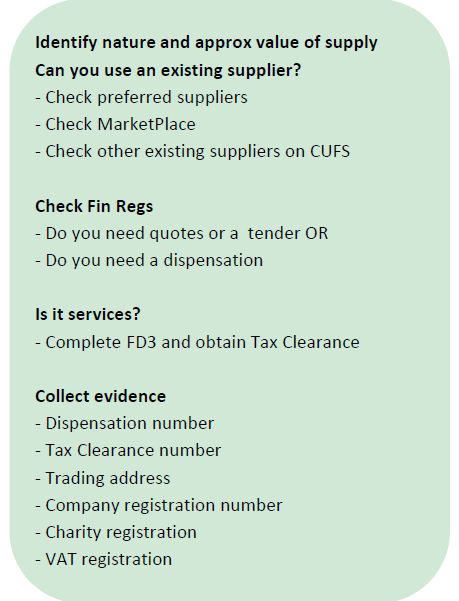 Identify nature and approx value of supply
Can you use an existing supplier?
- Check preferred suppliers
- Check MarketPlace
- Check other existing suppliers on CUFS
Check Fin Regs
- Do you need quotes or a  tender OR
- Do you need a dispensation
Is it services?
- Complete FD3 and obtain Tax Clearance
Collect evidence
- Dispensation number
- Tax Clearance number
- Trading address
- Company registration number
- Charity registration
- VAT registration